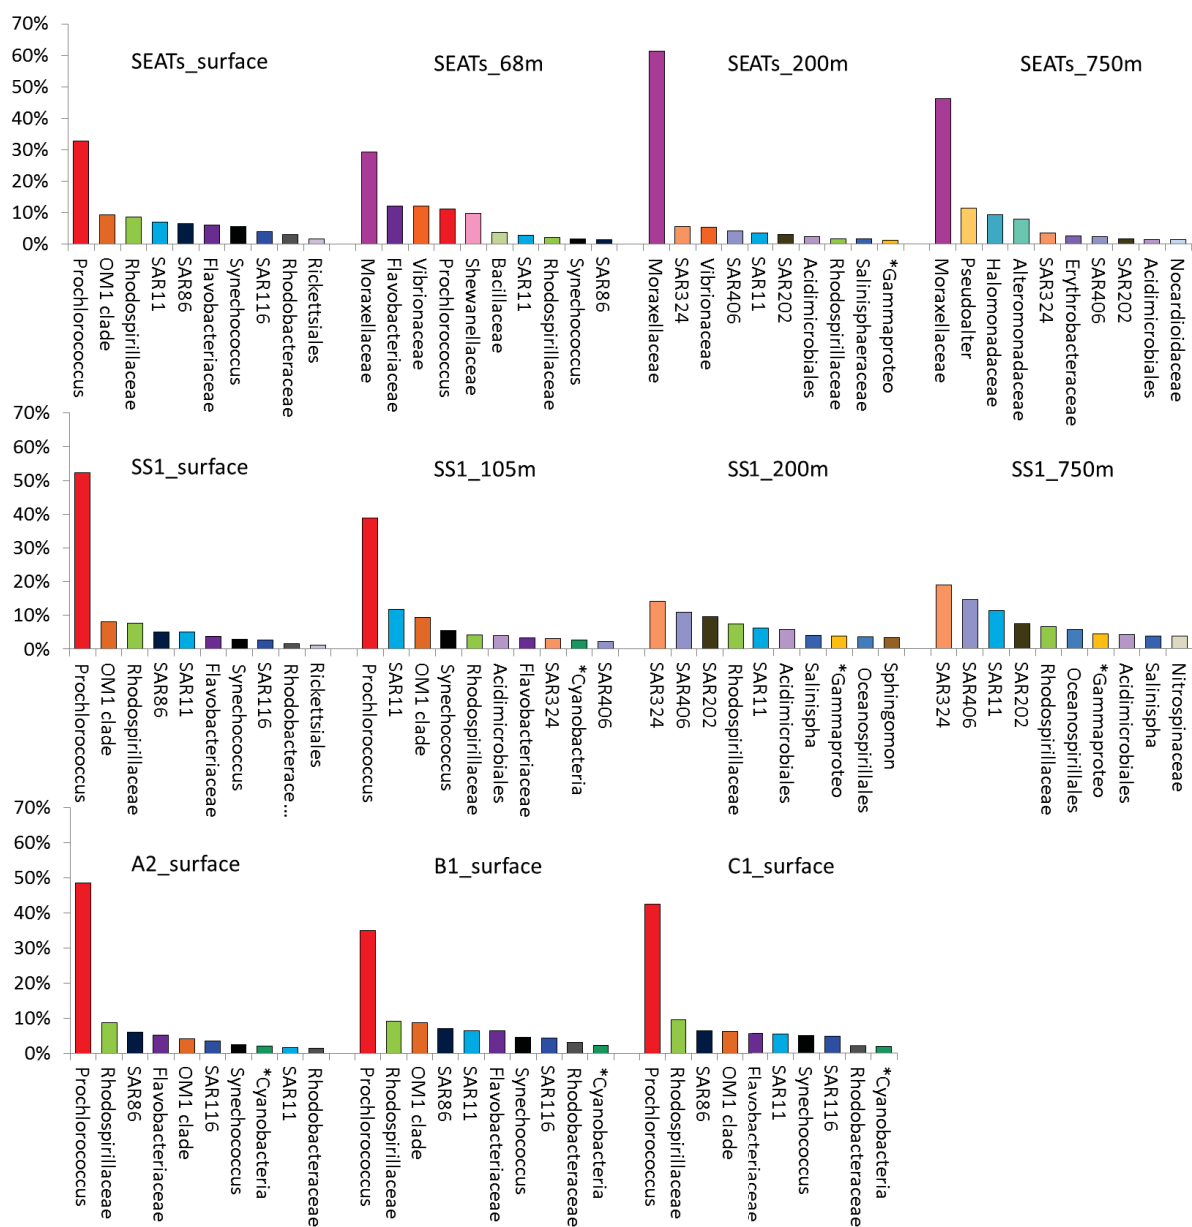 70%
60%
50%
40%
30%
20%
10%
0%
SEATs_surface
Prochlorococcus
OM1 clade
Rhodospirillaceae
SAR11
SAR86
Flavobacteriaceae
Synechococcus
SAR116
Rhodobacteraceae
Rickettsiales
SEATs_68m
Moraxellaceae
Flavobacteriaceae
Vibrionaceae
Prochlorococcus
Shewanellaceae
Bacillaceae
SAR11
Rhodospirillaceae
Synechococcus
SAR86
SEATs_200m
Moraxellaceae
SAR324
Vibrionaceae
SAR406
SAR11
SAR202
Acidimicrobiales
Rhodospirillaceae
Salinisphaeraceae
*Gammaproteo
SEATs_750m
Moraxellaceae
Pseudoalter
Halomonadaceae
Alteromonadaceae
SAR324
Erythrobacteraceae
SAR406
SAR202
Acidimicrobiales
Nocardioidaceae
70%
60%
50%
40%
30%
20%
10%
0%
SS1_surface
Prochlorococcus
OM1 clade
Rhodospirillaceae
SAR86
SAR11
Flavobacteriaceae
Synechococcus
SAR116
Rhodobacterace...
Rickettsiales
SS1_105m
Prochlorococcus
SAR11
OM1 clade
Synechococcus
Rhodospirillaceae
Acidimicrobiales
Flavobacteriaceae
SAR324
*Cyanobacteria
SAR406
SS1_200m
SAR324
SAR406
SAR202
Rhodospirillaceae
SAR11
Acidimicrobiales
Salinispha
*Gammaproteo
Oceanospirillales
Sphingomon
SS1_750m
SAR324
SAR406
SAR11
SAR202
Rhodospirillaceae
Oceanospirillales
*Gammaproteo
Acidimicrobiales
Salinispha
Nitrospinaceae
70%
60%
50%
40%
30%
20%
10%
0%
A2_surface
Prochlorococcus
Rhodospirillaceae
SAR86
Flavobacteriaceae
OM1 clade
SAR116
Synechococcus
*Cyanobacteria
SAR11
Rhodobacteraceae
B1_surface
Prochlorococcus
Rhodospirillaceae
OM1 clade
SAR86
SAR11
Flavobacteriaceae
Synechococcus
SAR116
Rhodobacteraceae
*Cyanobacteria
C1_surface
Prochlorococcus
Rhodospirillaceae
SAR86
OM1 clade
Flavobacteriaceae
SAR11
Synechococcus
SAR116
Rhodobacteraceae
*Cyanobacteria